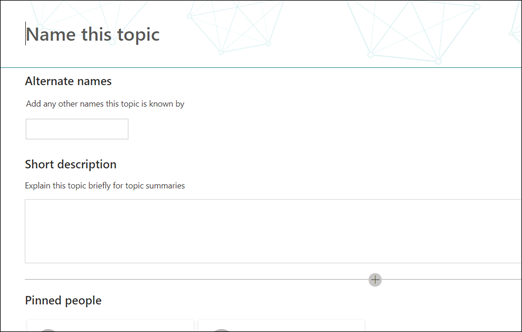 Name this topic
Alternate names
Add any other names this topic is known by
Short description
Explain this topic briefly for topic summaries
Pinned people